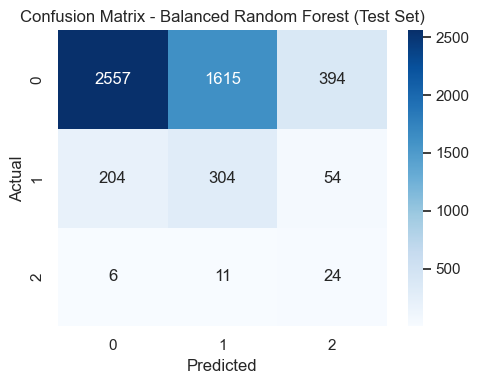 Confusion Matrix - Balanced Random Forest (Test Set)
2500
2000
1500
1000
500
Actual
0
2557 1615 394
1
204 304 54
2
6 11 24
0 1 2
Predicted